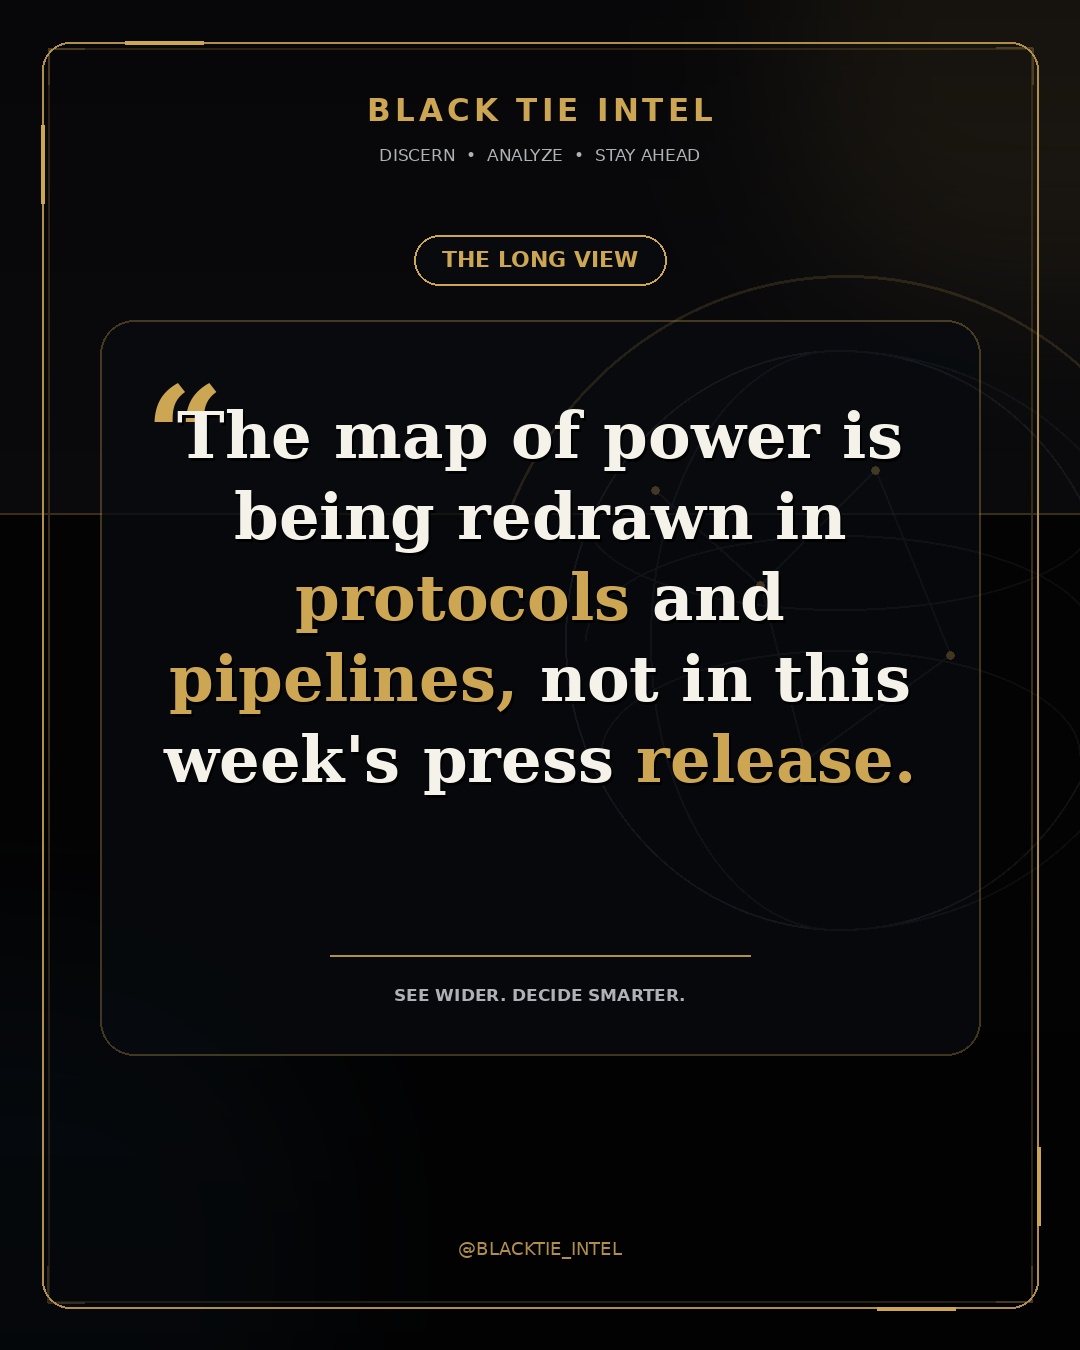 BLACK TIE INTEL
DISCERN • ANALYZE • STAY AHEAD
THE LONG VIEW
“The map of power is
being redrawn in
protocols and
pipelines, not in this
week's press release.
SEE WIDER. DECIDE SMARTER.
@BLACKTIE_INTEL